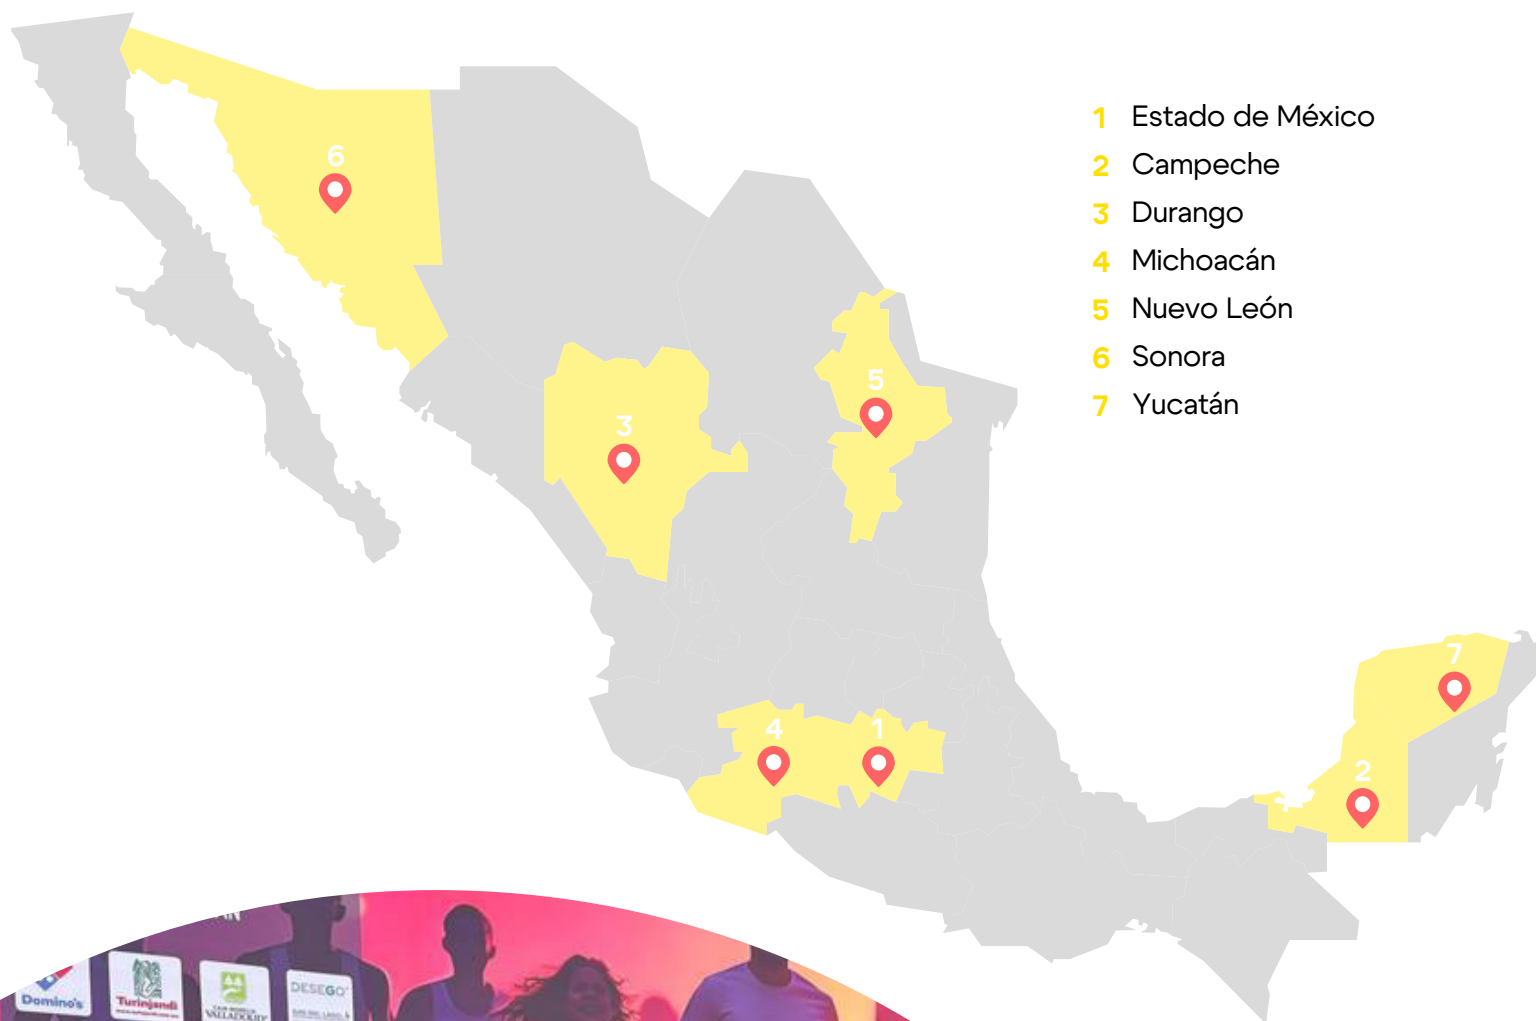 1 Estado de México
2 Campeche
3 Durango
4 Michoacán
5 Nuevo León
6 Sonora
7 Yucatán
6
5
3
7
4
1
2
Domino's
Turinjandi
VALLADOLID
DESEGO